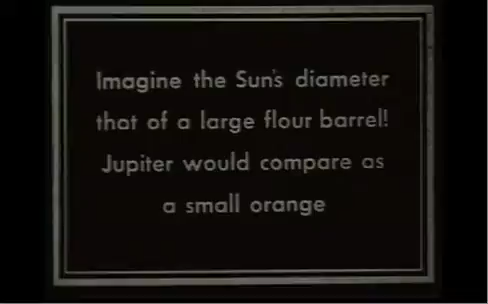 Imagine the Sun's diameter
that of a large flour barrel!
Jupiter would compare as
a small orange